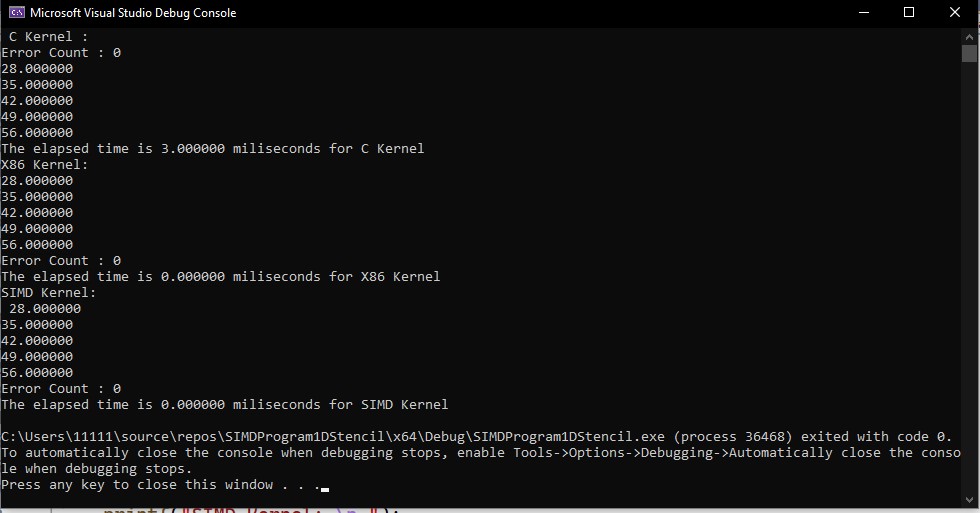 Microsoft Visual Studio Debug Console
C Kernel :
Error Count : 0
28.000000
35.000000
42.000000
49.000000
56.000000
The elapsed time is 3.000000 miliseconds for C Kernel
X86 Kernel:
28.000000
35.000000
42.000000
49.000000
56.000000
Error Count : 0
The elapsed time is 0.000000 miliseconds for X86 Kernel
SIMD Kernel:
28.000000
35.000000
42.000000
49.000000
56.000000
Error Count : 0
The elapsed time is 0.000000 miliseconds for SIMD Kernel
C:\Users\11111\source\repos\SIMDProgram1DStencil\x64\Debug\SIMDProgram1DStencil.exe (process 36468) exited with code 0.
To automatically close the console when debugging stops, enable Tools->Options->Debugging->Automatically close the conso
le when debugging stops.
Press any key to close this window . . .